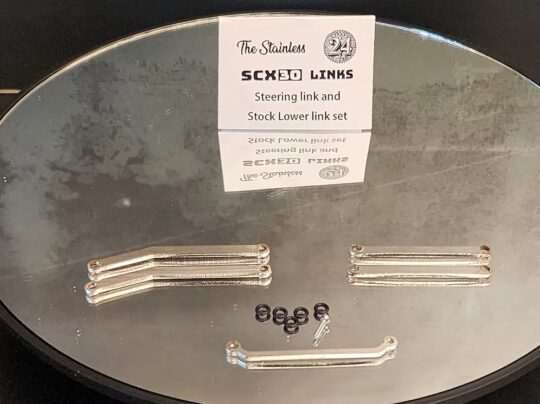 The Stainless 24
SCX30 LINKS
Steering link and
Stock Lower link set